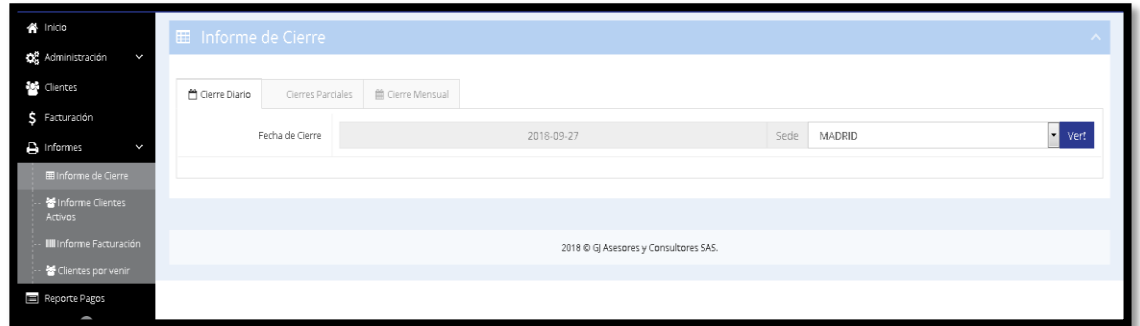 Inicio
Administración
Clientes
Facturación
Informes
Informe de Cierre
Informe Clientes
Activos
Informe Facturación
Clientes por venir
Reporte Pagos
Informe de Cierre
Cierre Diario
Cierres Parciales
Cierre Mensual
Fecha de Cierre
2018-09-27
Sede
MADRID
Ver!
2018 © GJ Asesores y Consultores SAS.